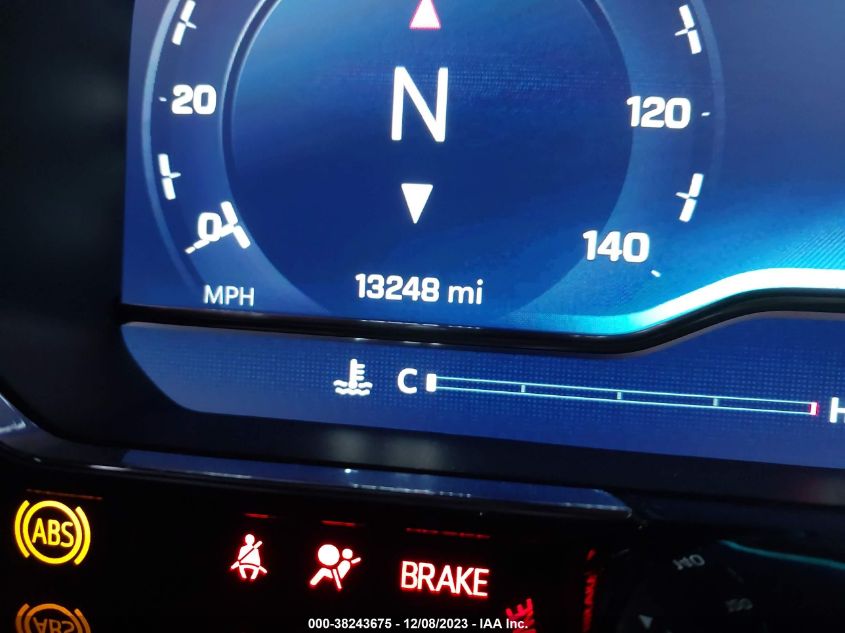 N
20
120
0
140
MPH
13248 mi
C
H
ABS
BRAKE
000-38243675 - 12/08/2023 - IAA Inc.